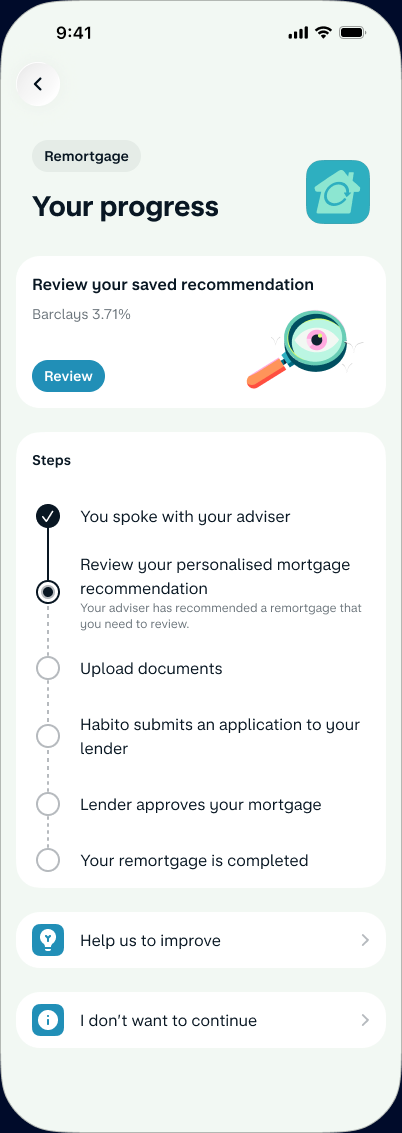 9:41
Remortgage
Your progress
Review your saved recommendation
Barclays 3.71%
Review
Steps
You spoke with your adviser
Review your personalised mortgage
recommendation
Your adviser has recommended a remortgage that
you need to review.
Upload documents
Habito submits an application to your
lender
Lender approves your mortgage
Your remortgage is completed
Help us to improve
I don't want to continue